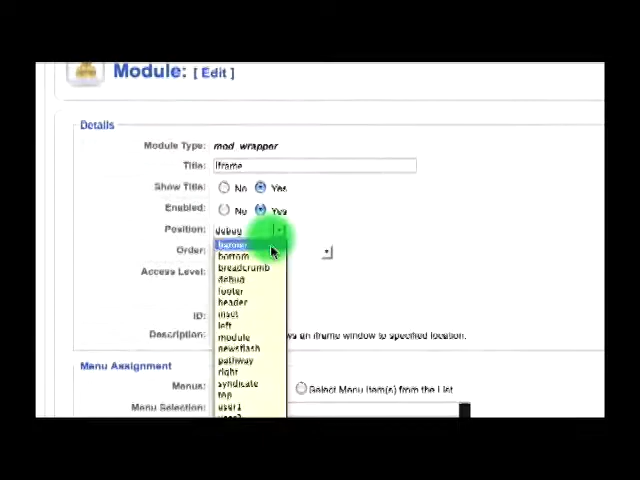 Module: [ Edit ]
Details
Module Type: mod_wrapper
Title: iframe
Show Title: No Yes
Enabled: No Yes
Position: debug
banner
Order:
bottom
breadcrumb
Access Level:
debug
footer
header
ID:
inset
left
Description: ws an iframe window to specified location.
module
newsflash
pathway
Menu Assignment
right
Menus: Select Menu Item(s) from the List
syndicate
top
Menu Selection:
user1